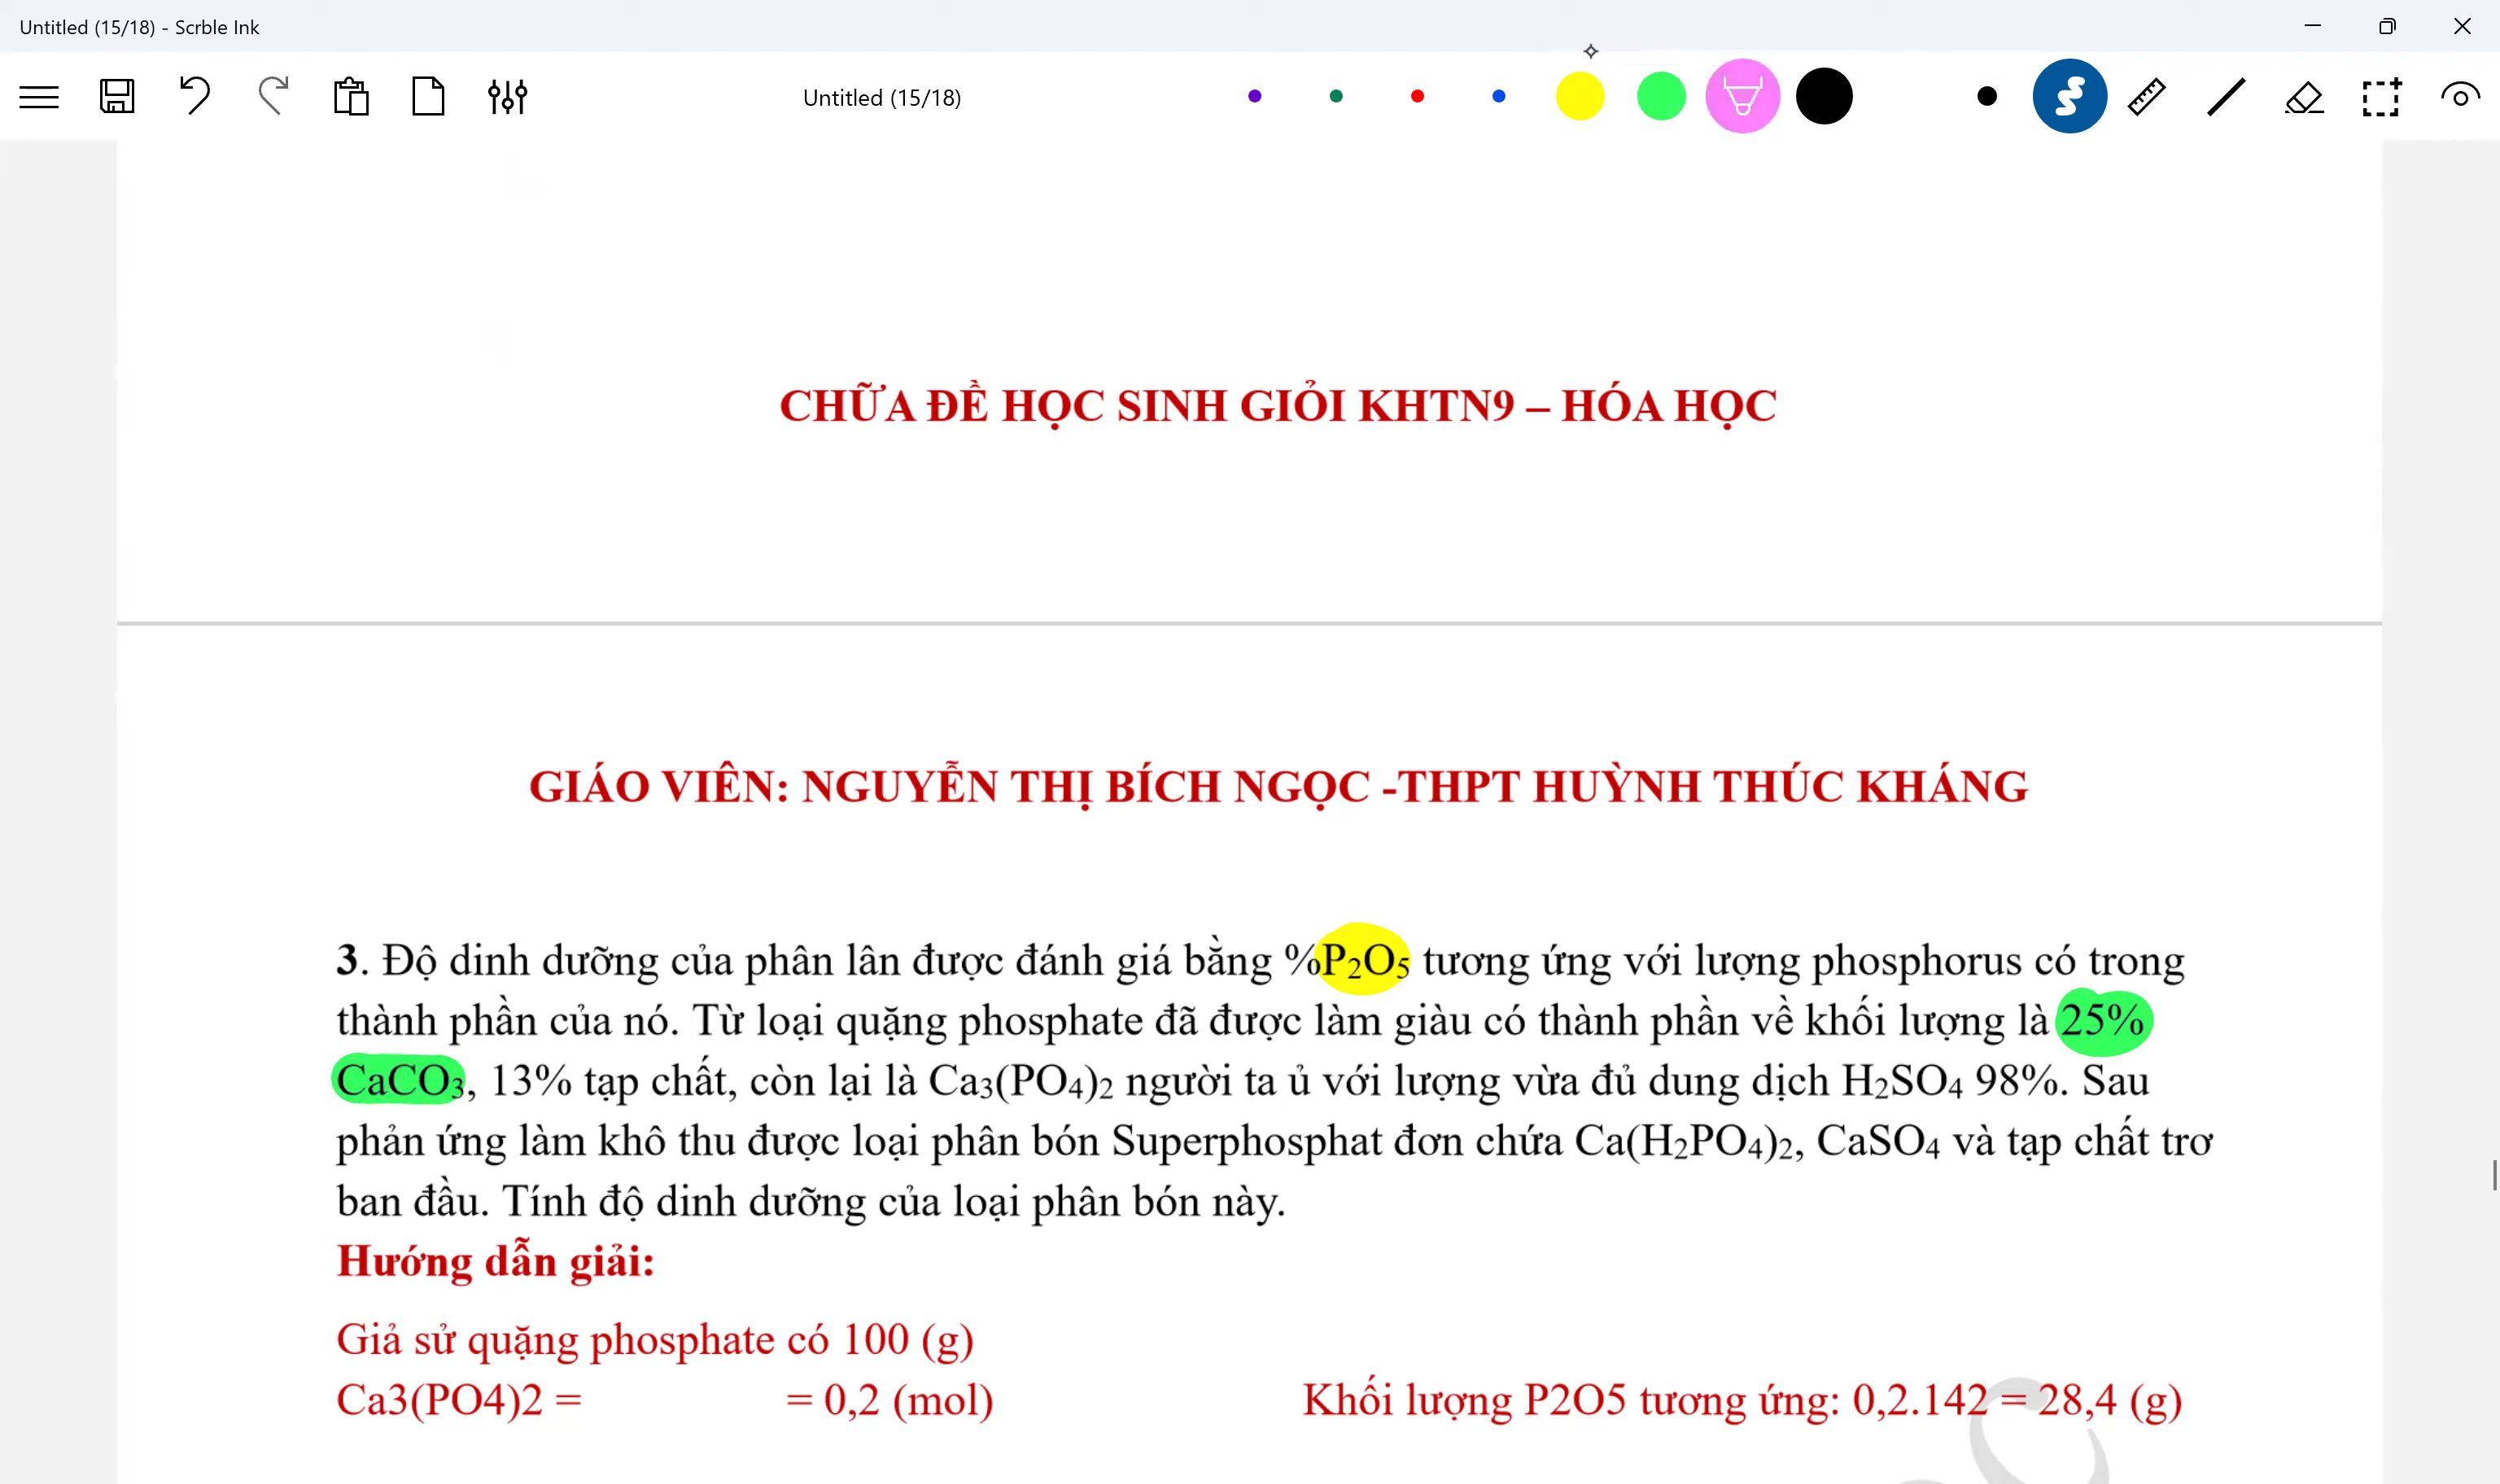 Untitled (15/18) - Scrble Ink
Untitled (15/18)
CHỮA ĐỀ HỌC SINH GIỎI KHTN9 – HÓA HỌC
GIÁO VIÊN: NGUYỄN THỊ BÍCH NGỌC -THPT HUỲNH THÚC KHÁNG
3. Độ dinh dưỡng của phân lân được đánh giá bằng %P2O5 tương ứng với lượng phosphorus có trong
thành phần của nó. Từ loại quặng phosphate đã được làm giàu có thành phần về khối lượng là 25%
CaCO3, 13% tạp chất, còn lại là Ca3(PO4)2 người ta ủ với lượng vừa đủ dung dịch H2SO4 98%. Sau
phản ứng làm khô thu được loại phân bón Superphosphat đơn chứa Ca(H2PO4)2, CaSO4 và tạp chất trơ
ban đầu. Tính độ dinh dưỡng của loại phân bón này.
Hướng dẫn giải:
Giả sử quặng phosphate có 100 (g)
Ca3(PO4)2 = = 0,2 (mol) Khối lượng P2O5 tương ứng: 0,2.142 = 28,4 (g)